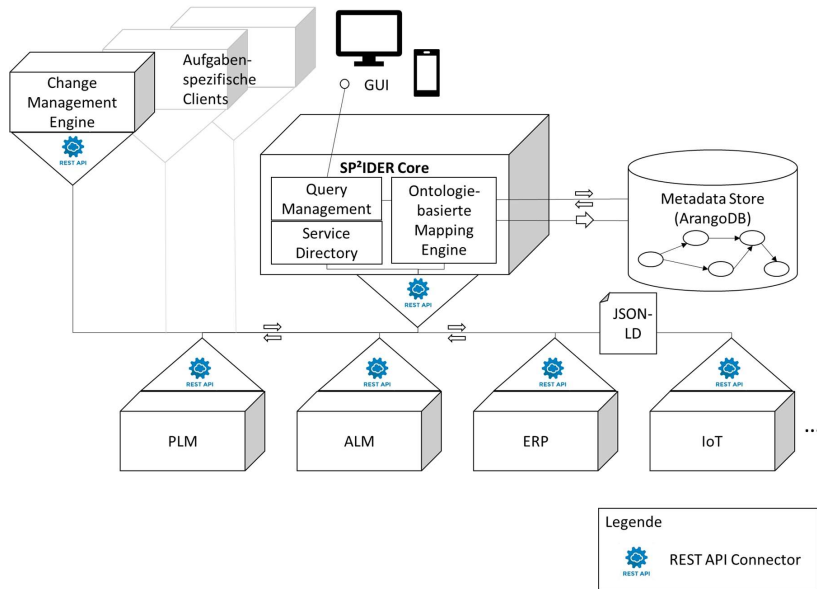 Aufgaben-
spezifische
Clients
Change
Management
Engine
REST API
GUI
SP²IDER Core
Query
Management
Service
Directory
Ontologie-
basierte
Mapping
Engine
REST API
Metadata Store
(ArangoDB)
JSON-
LD
REST API
REST API
REST API
REST API
PLM
ALM
ERP
IoT
...
Legende
REST API
REST API Connector